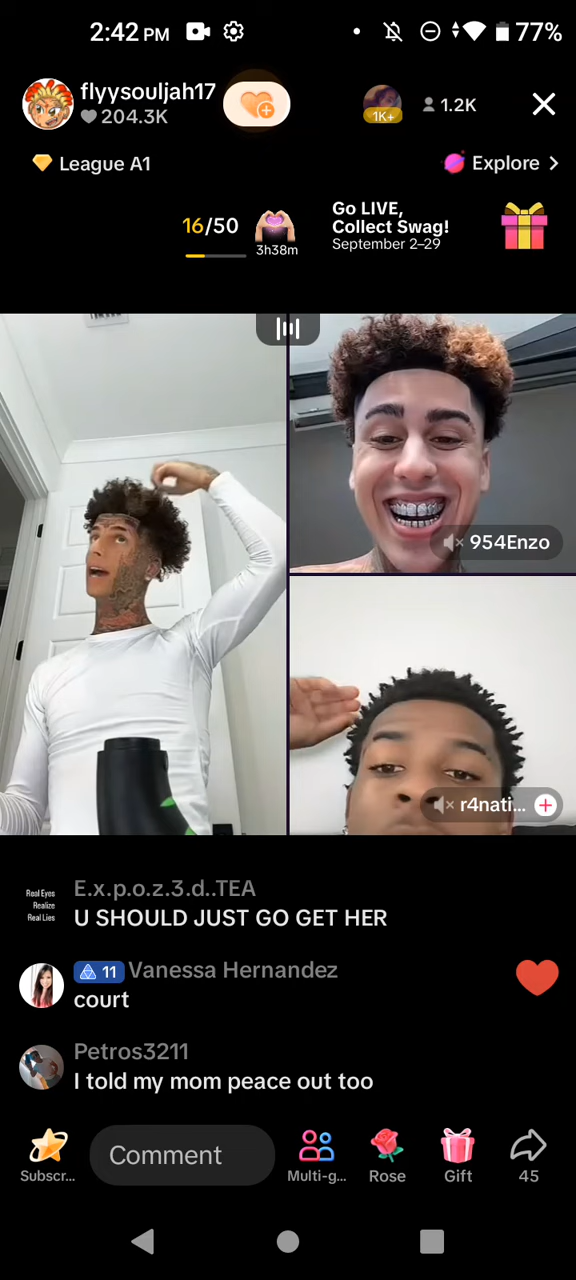 2:42 PM
77%
flyysouljah17
204.3K
1K+
1.2K
League A1
Explore
16/50
3h38m
Go LIVE,
Collect Swag!
September 2–29
954Enzo
r4nati...
E.x.p.o.z.3.d..TEA
Real Eyes
Realize
Real Lies
U SHOULD JUST GO GET HER
11 Vanessa Hernandez
court
Petros3211
I told my mom peace out too
Subscr...
Comment
Multi-g...
Rose
Gift
45